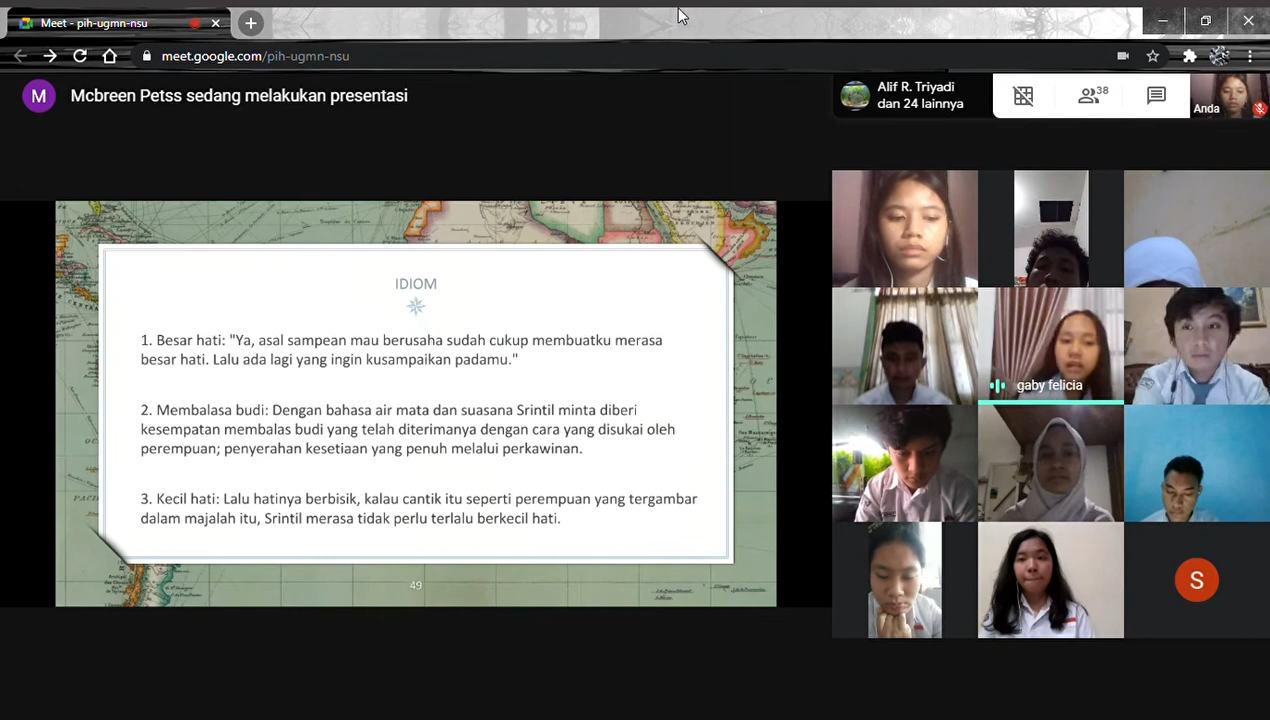 Meet - pih-ugmn-nsu
meet.google.com/pih-ugmn-nsu
M
Mcbreen Petss sedang melakukan presentasi
Alif R. Triyadi
dan 24 lainnya
38
Anda
IDIOM
1. Besar hati: "Ya, asal sampean mau berusaha sudah cukup membuatku merasa
besar hati. Lalu ada lagi yang ingin kusampaikan padamu."
2. Membalasa budi: Dengan bahasa air mata dan suasana Srintil minta diberi
kesempatan membalas budi yang telah diterimanya dengan cara yang disukai oleh
perempuan; penyerahan kesetiaan yang penuh melalui perkawinan.
3. Kecil hati: Lalu hatinya berbisik, kalau cantik itu seperti perempuan yang tergambar
dalam majalah itu, Srintil merasa tidak perlu terlalu berkecil hati.
49
gaby felicia
S